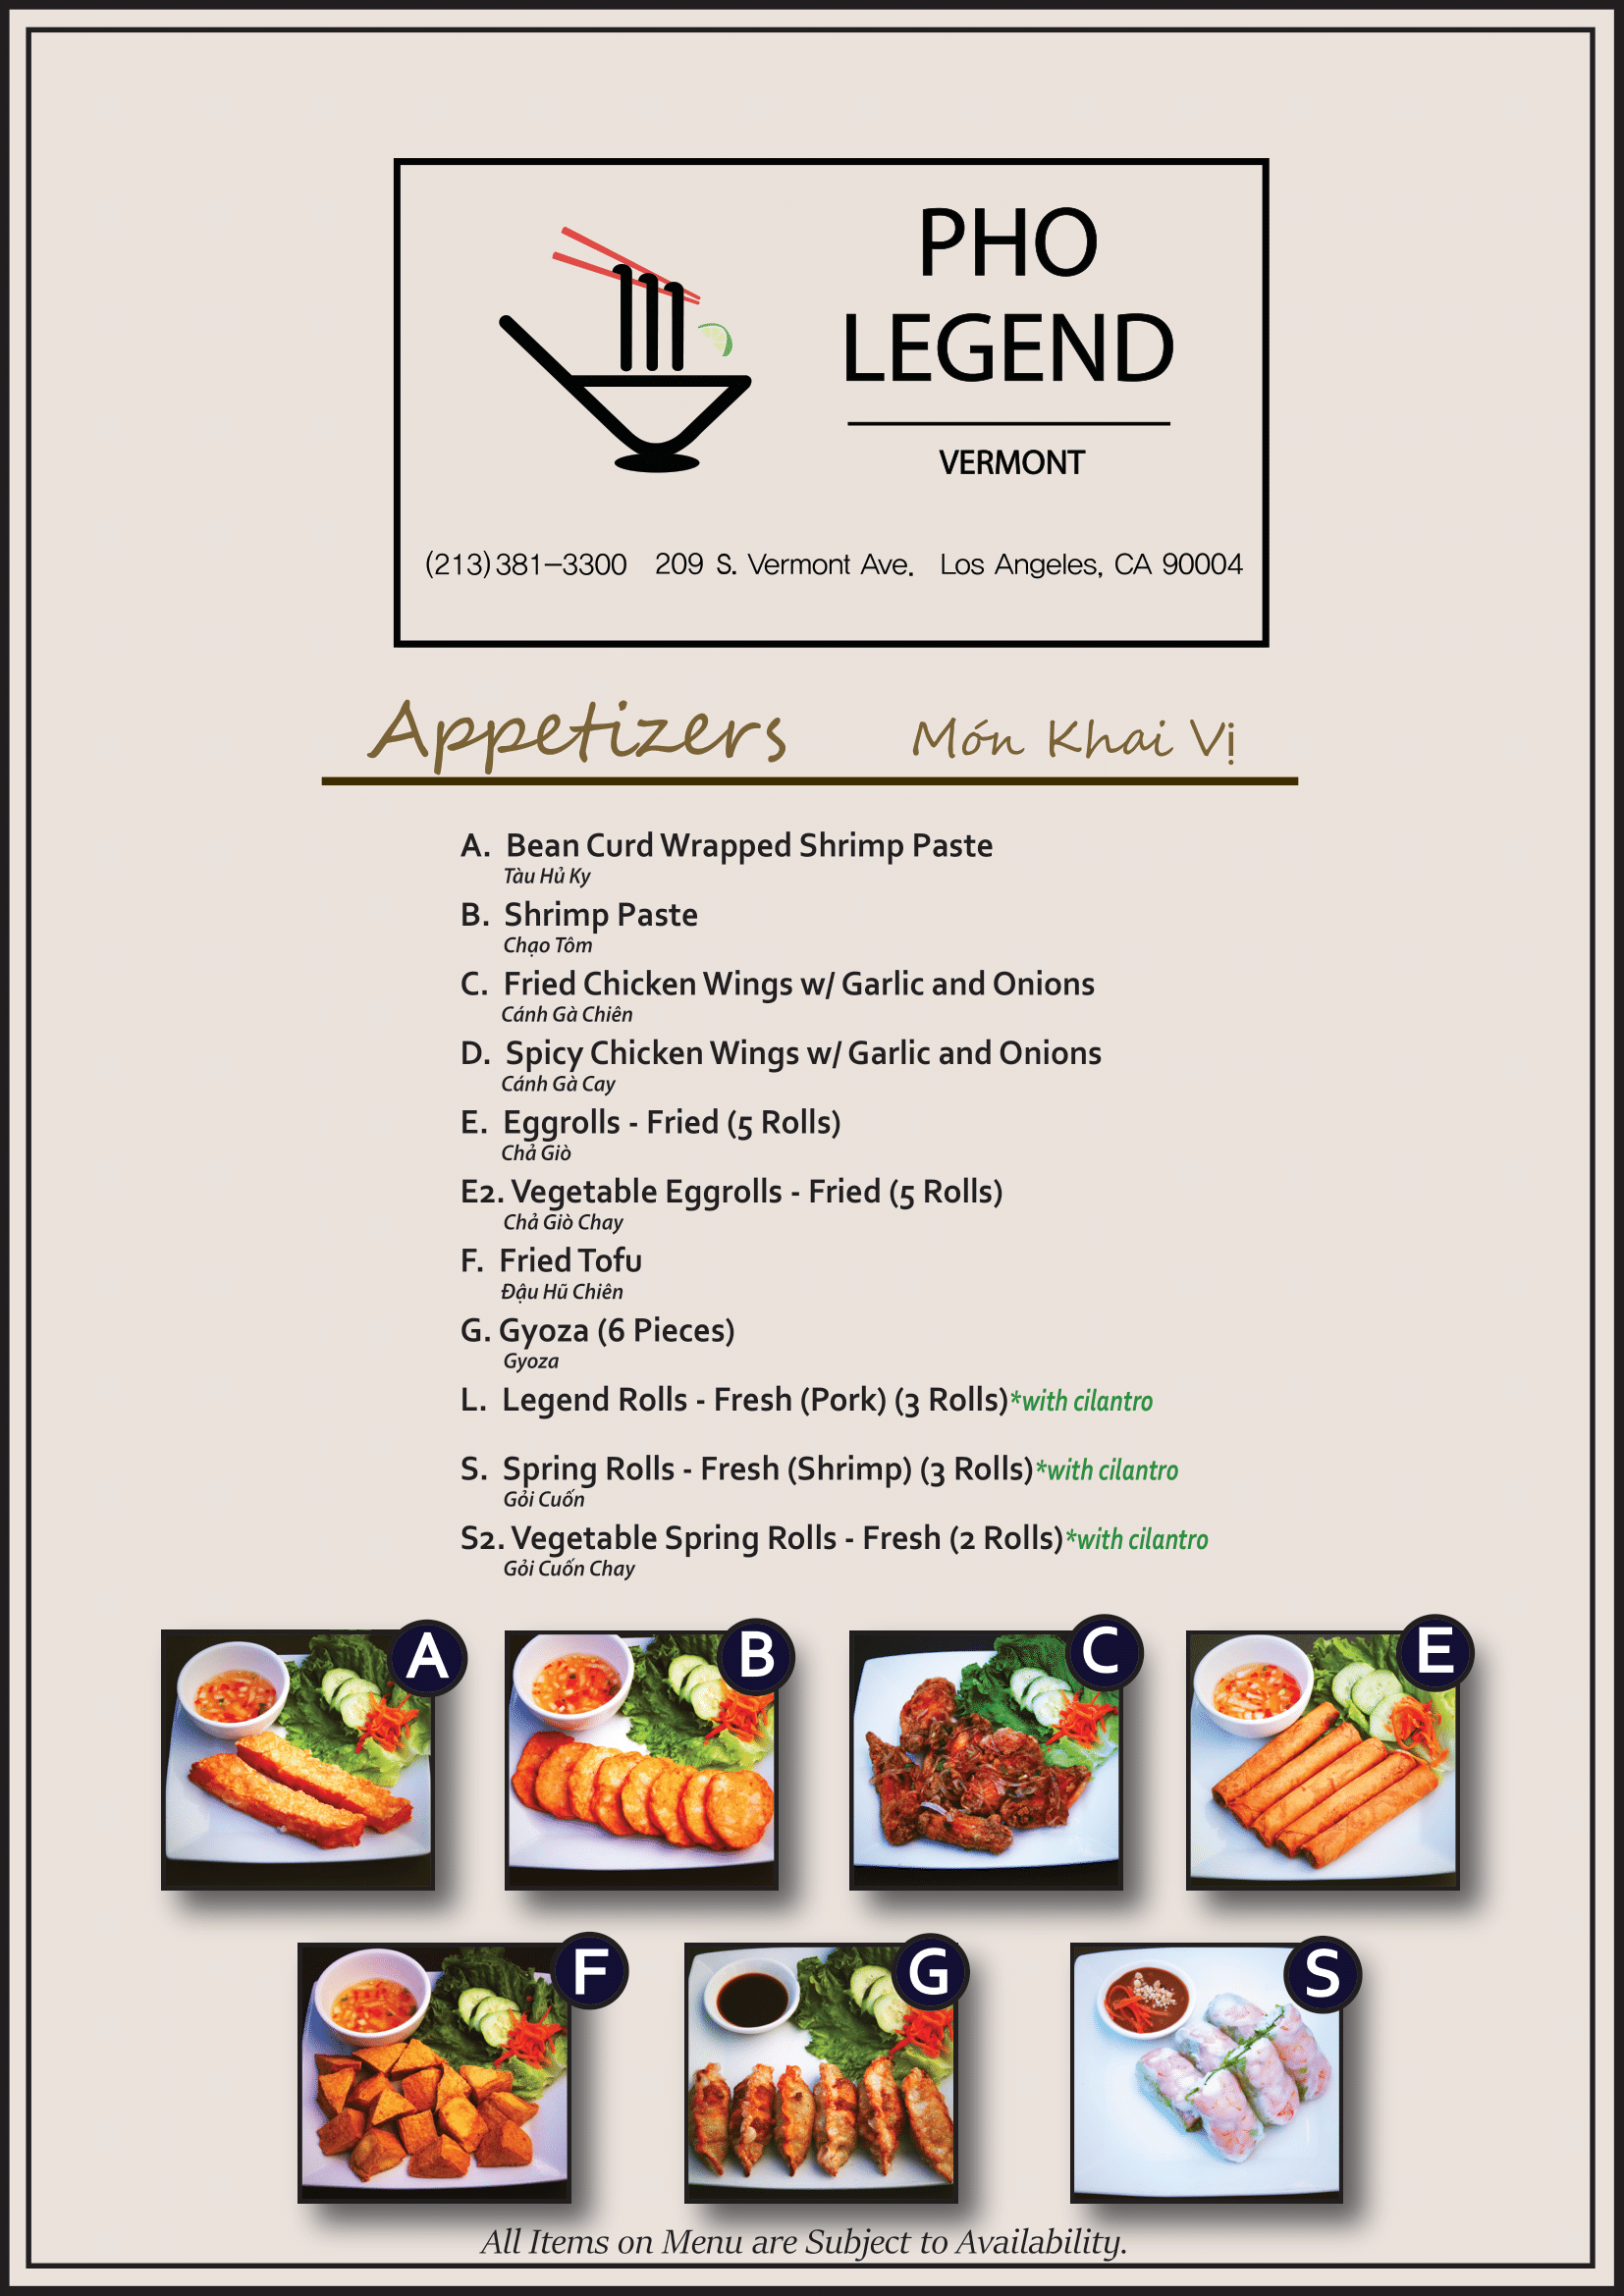 PHO
LEGEND
VERMONT
(213)381-3300 209 S. Vermont Ave. Los Angeles, CA 90004
Appetizers Món Khai Vị
A. Bean Curd Wrapped Shrimp Paste
Tàu Hủ Ky
B. Shrimp Paste
Chạo Tôm
C. Fried Chicken Wings w/ Garlic and Onions
Cánh Gà Chiên
D. Spicy Chicken Wings w/ Garlic and Onions
Cánh Gà Cay
E. Eggrolls - Fried (5 Rolls)
Chả Giò
E2. Vegetable Eggrolls - Fried (5 Rolls)
Chả Giò Chay
F. Fried Tofu
Đậu Hũ Chiên
G. Gyoza (6 Pieces)
Gyoza
L. Legend Rolls - Fresh (Pork) (3 Rolls)*with cilantro
S. Spring Rolls - Fresh (Shrimp) (3 Rolls)*with cilantro
Gỏi Cuốn
S2. Vegetable Spring Rolls - Fresh (2 Rolls)*with cilantro
Gỏi Cuốn Chay
A B C E
F G S
All Items on Menu are Subject to Availability.